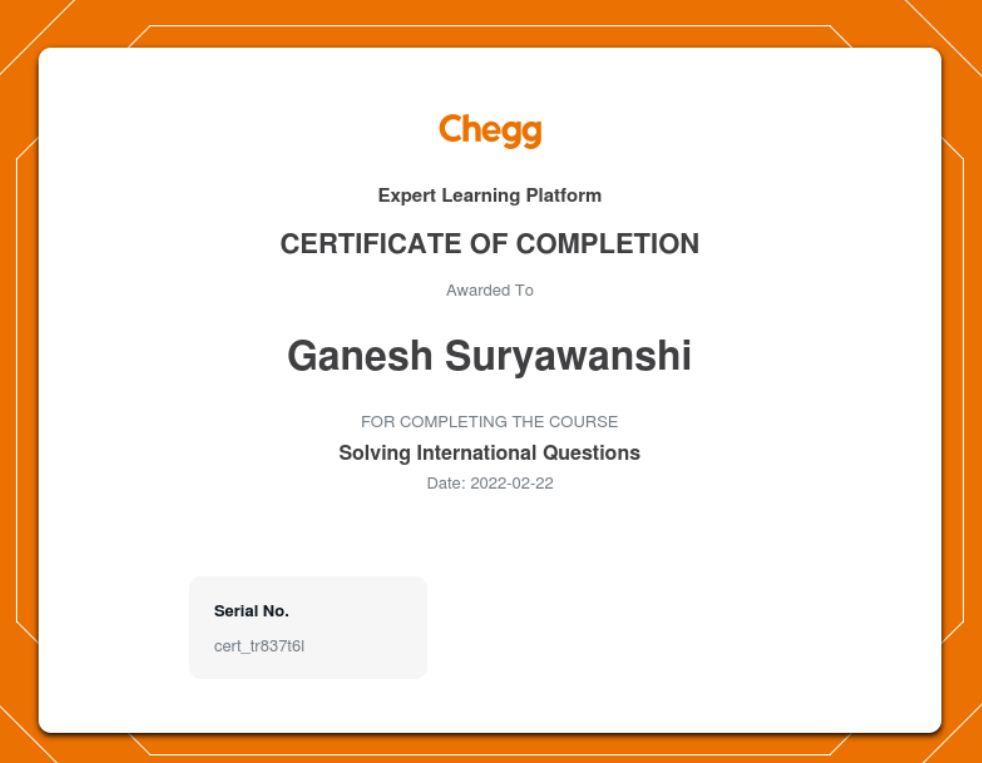 Chegg
Expert Learning Platform
CERTIFICATE OF COMPLETION
Awarded To
Ganesh Suryawanshi
FOR COMPLETING THE COURSE
Solving International Questions
Date: 2022-02-22
Serial No.
cert_tr837t6l